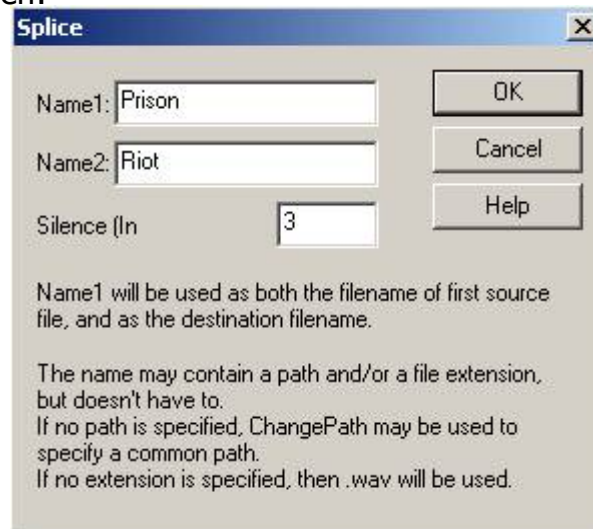 Splice
Name1: Prison
OK
Name2: Riot
Cancel
Silence (In 3
Help
Name1 will be used as both the filename of first source
file, and as the destination filename.
The name may contain a path and/or a file extension,
but doesn't have to.
If no path is specified, ChangePath may be used to
specify a common path.
If no extension is specified, then .wav will be used.